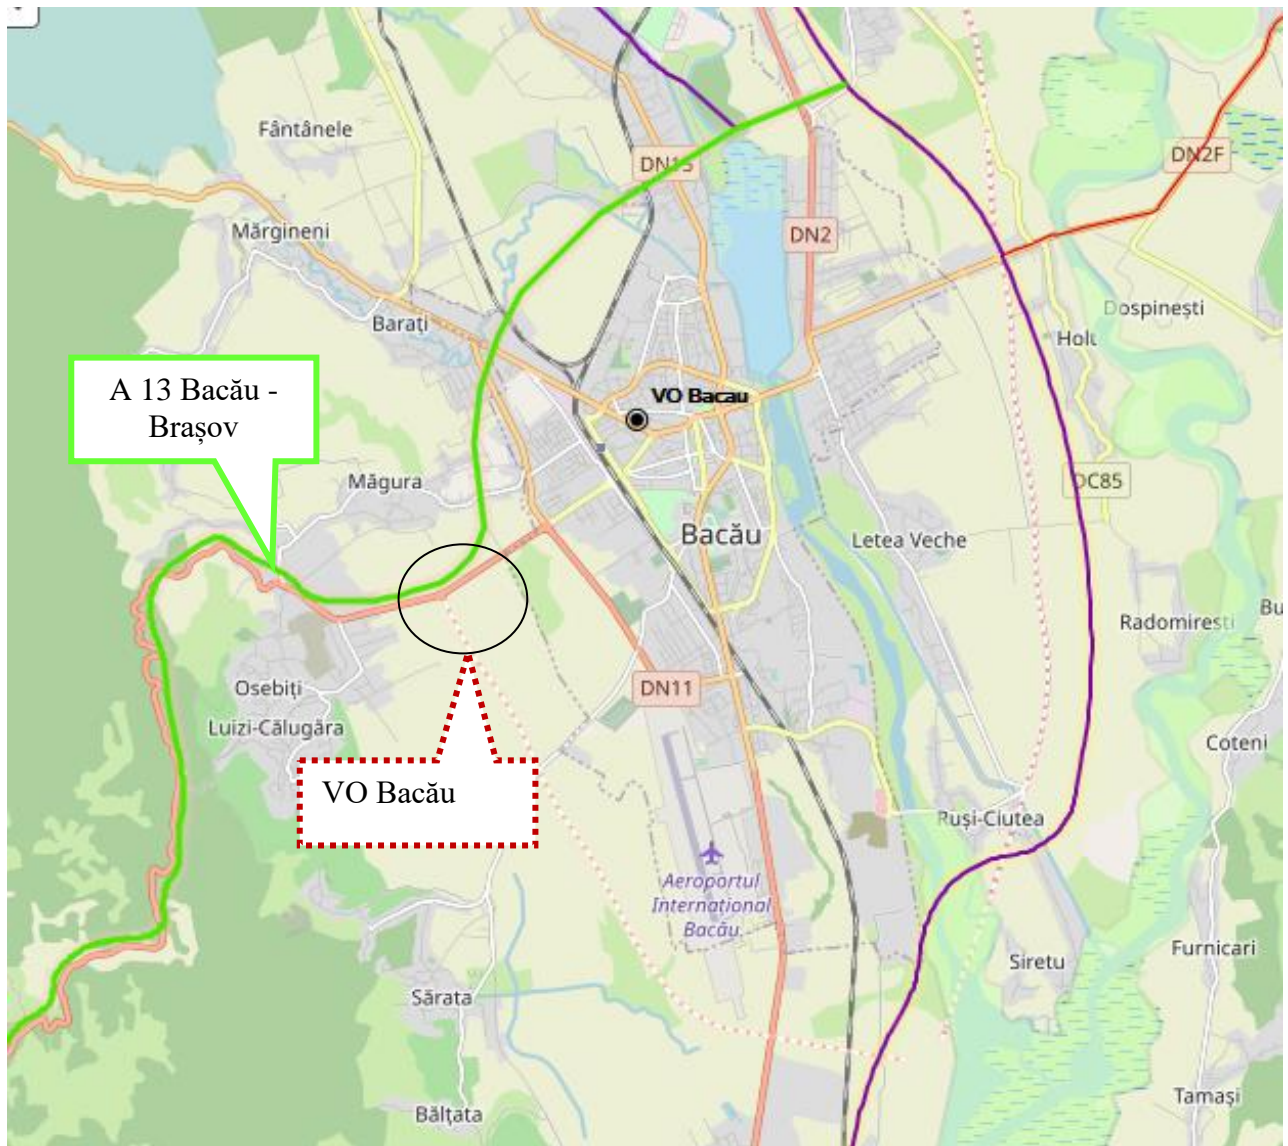 Fântânele
DN15
DN2F
Mărgineni
DN2
Barați
Dospinești
Holt
A 13 Bacău -
Brașov
VO Bacau
Măgura
DC85
Bacău
Letea Veche
Radomirești
Bu
Osebiți
DN11
Luizi-Călugăra
Coteni
VO Bacău
Ruși-Ciutea
Aeroportul
Internațional
Bacău
Furnicari
Siretu
Sărata
Tamași
Bălțata